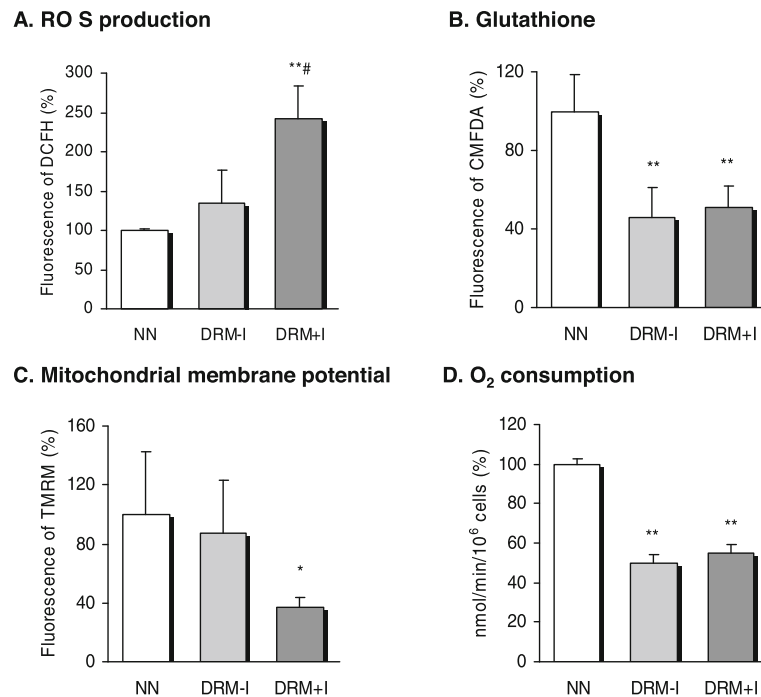 A. RO S production
Fluorescence of DCFH (%)
300
250
200
150
100
50
0
**#
NN DRM-I DRM+I
B. Glutathione
Fluorescence of CMFDA (%)
120
80
40
0
** **
NN DRM-I DRM+I
C. Mitochondrial membrane potential
Fluorescence of TMRM (%)
160
120
80
40
0
*
NN DRM-I DRM+I
D. O₂ consumption
nmol/min/10⁶ cells (%)
120
100
80
60
40
20
0
** **
NN DRM-I DRM+I